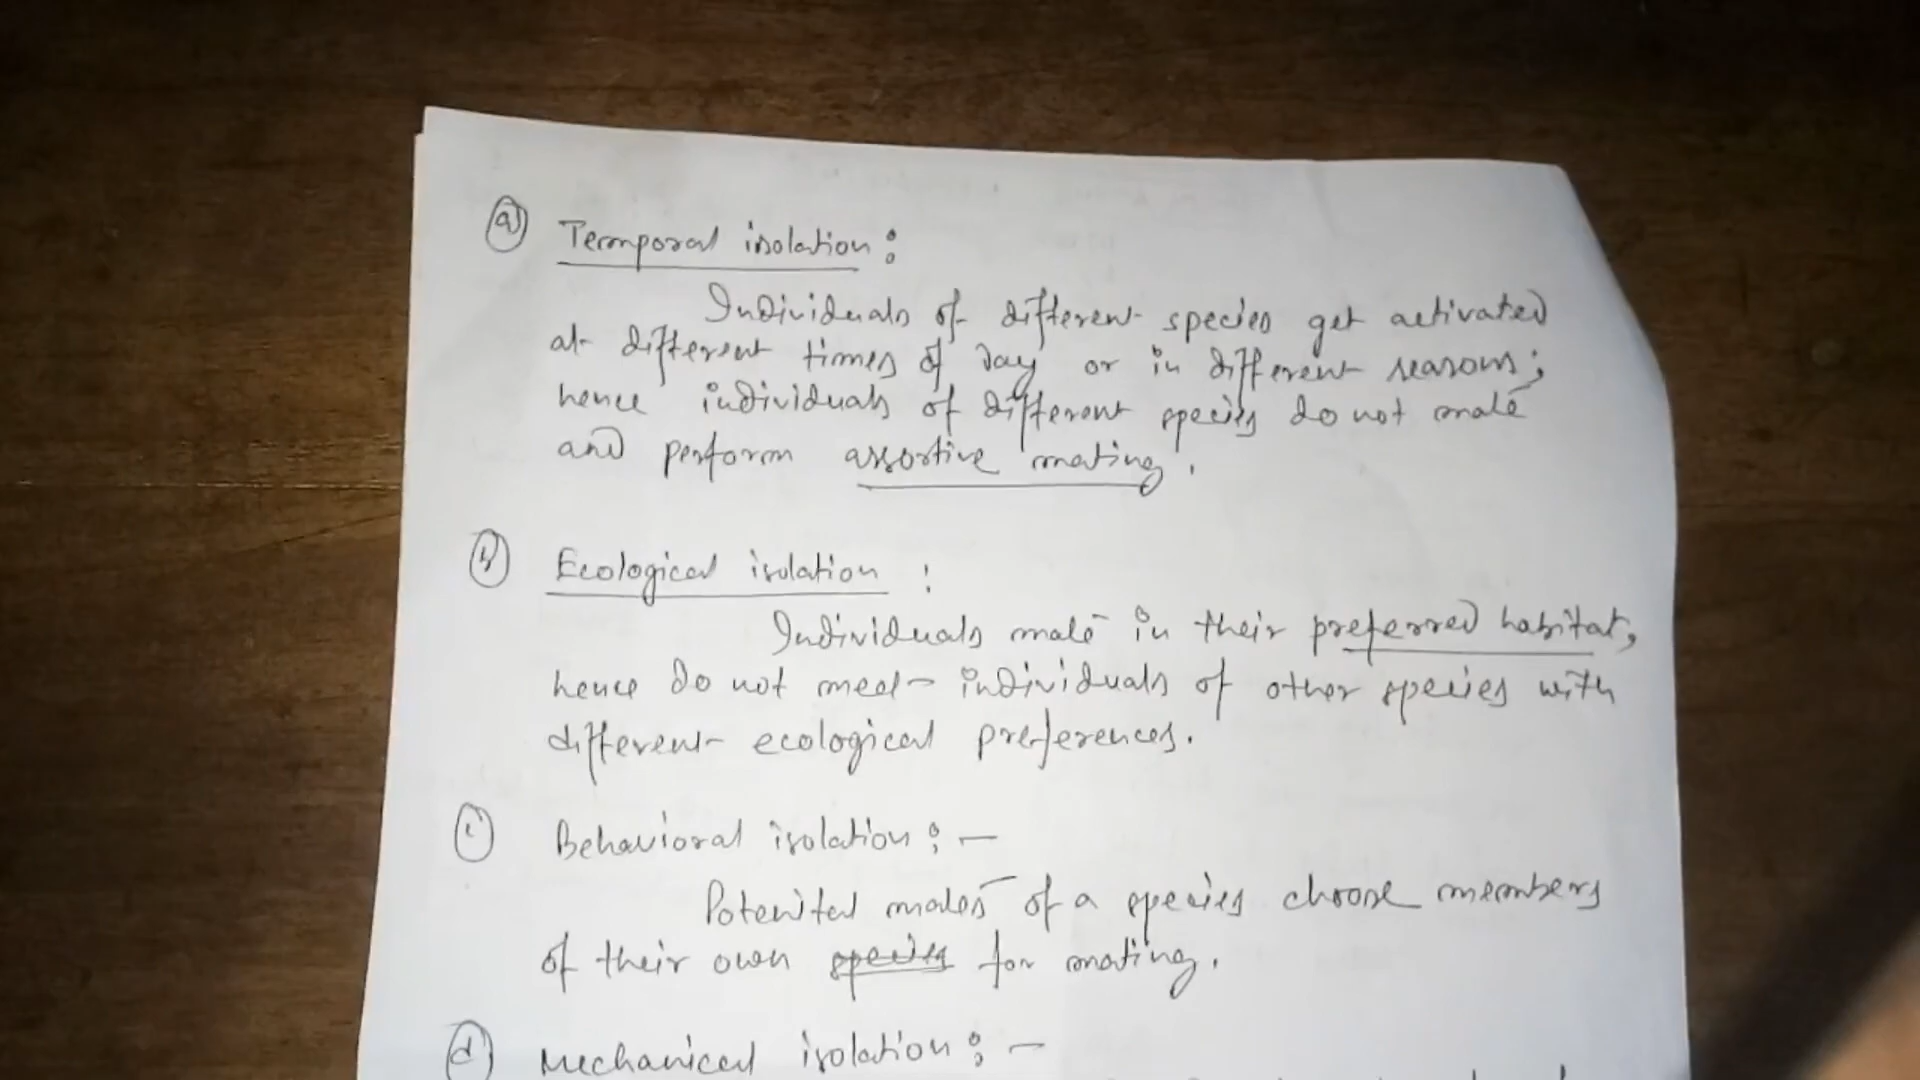 (a) Temporal isolation :
Individuals of different species get activated
at different times of day or in different seasons;
hence individuals of different species do not mate
and perform assortive mating.
(b) Ecological isolation :
Individuals mate in their preferred habitat,
hence do not meet individuals of other species with
different ecological preferences.
(c) Behavioral isolation : —
Potenital mates of a species choose members
of their own species for mating.
(d) Mechanical isolation : —